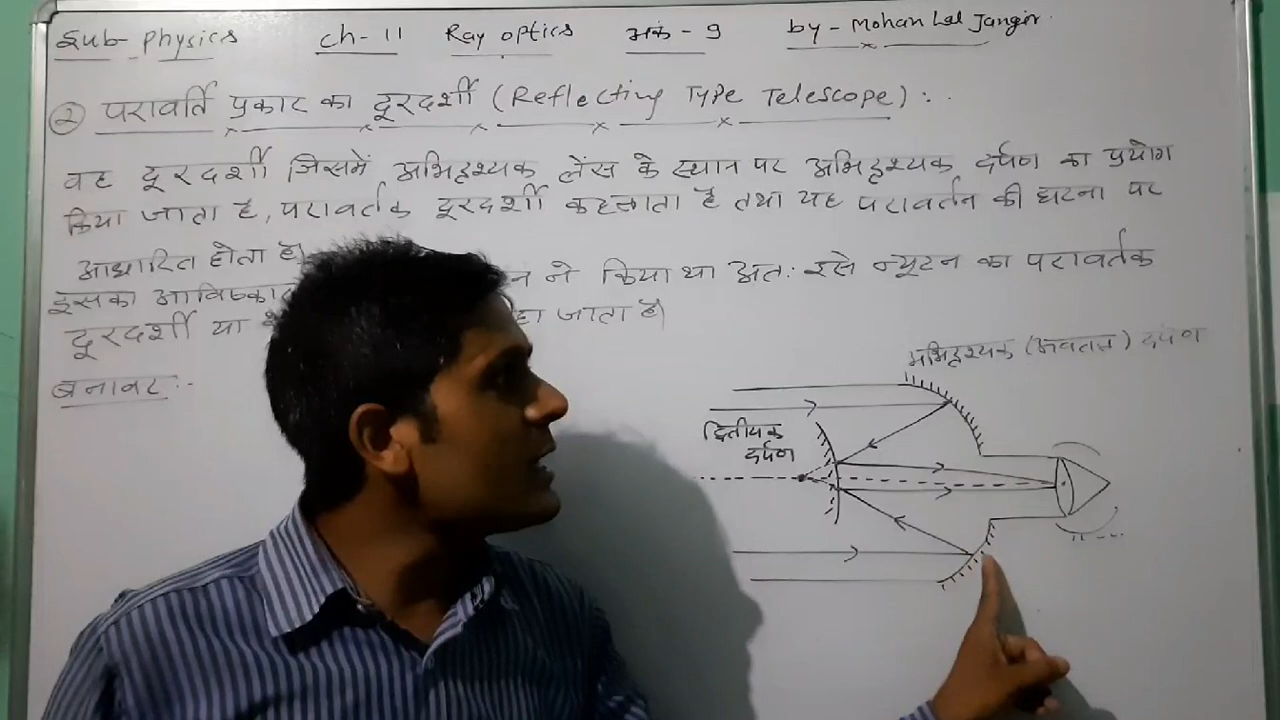 Sub- Physics ch- 11 Ray optics अंक - 9 by - Mohan Lal Jangir
② परावर्ति प्रकार का दूरदर्शी (Reflecting Type Telescope) :-
वह दूरदर्शी जिसमें अभिदृश्यक लेंस के स्थान पर अभिदृश्यक दर्पण का प्रयोग
किया जाता है, परावर्तक दूरदर्शी कहलाता है तथा यह परावर्तन की घटना पर
आधारित होता है।
इसका आविष्का न ने किया था अतः इसे न्यूटन का परावर्तक
दूरदर्शी या हा जाता है।
बनावट :-
अभिदृश्यक (अवतल) दर्पण
द्वितीयक
दर्पण